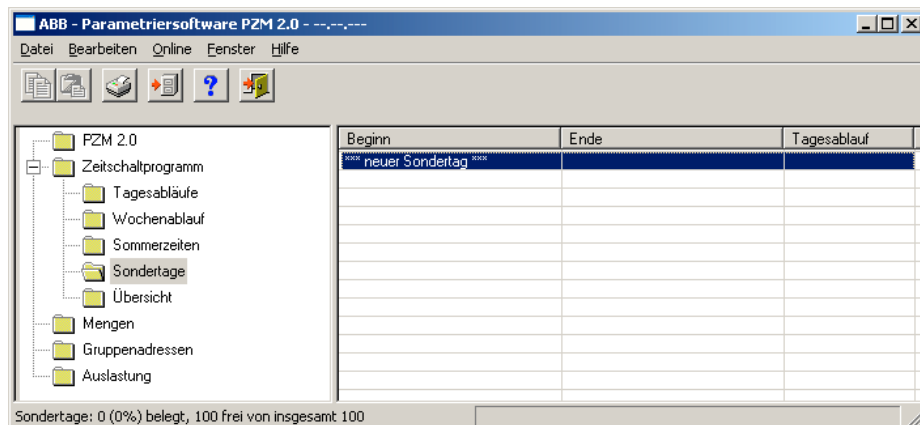 ABB - Parametriersoftware PZM 2.0 - --.--.---
Datei Bearbeiten Online Fenster Hilfe
PZM 2.0
Zeitschaltprogramm
Tagesabläufe
Wochenablauf
Sommerzeiten
Sondertage
Übersicht
Mengen
Gruppenadressen
Auslastung
Beginn Ende Tagesablauf
*** neuer Sondertag ***
Sondertage: 0 (0%) belegt, 100 frei von insgesamt 100